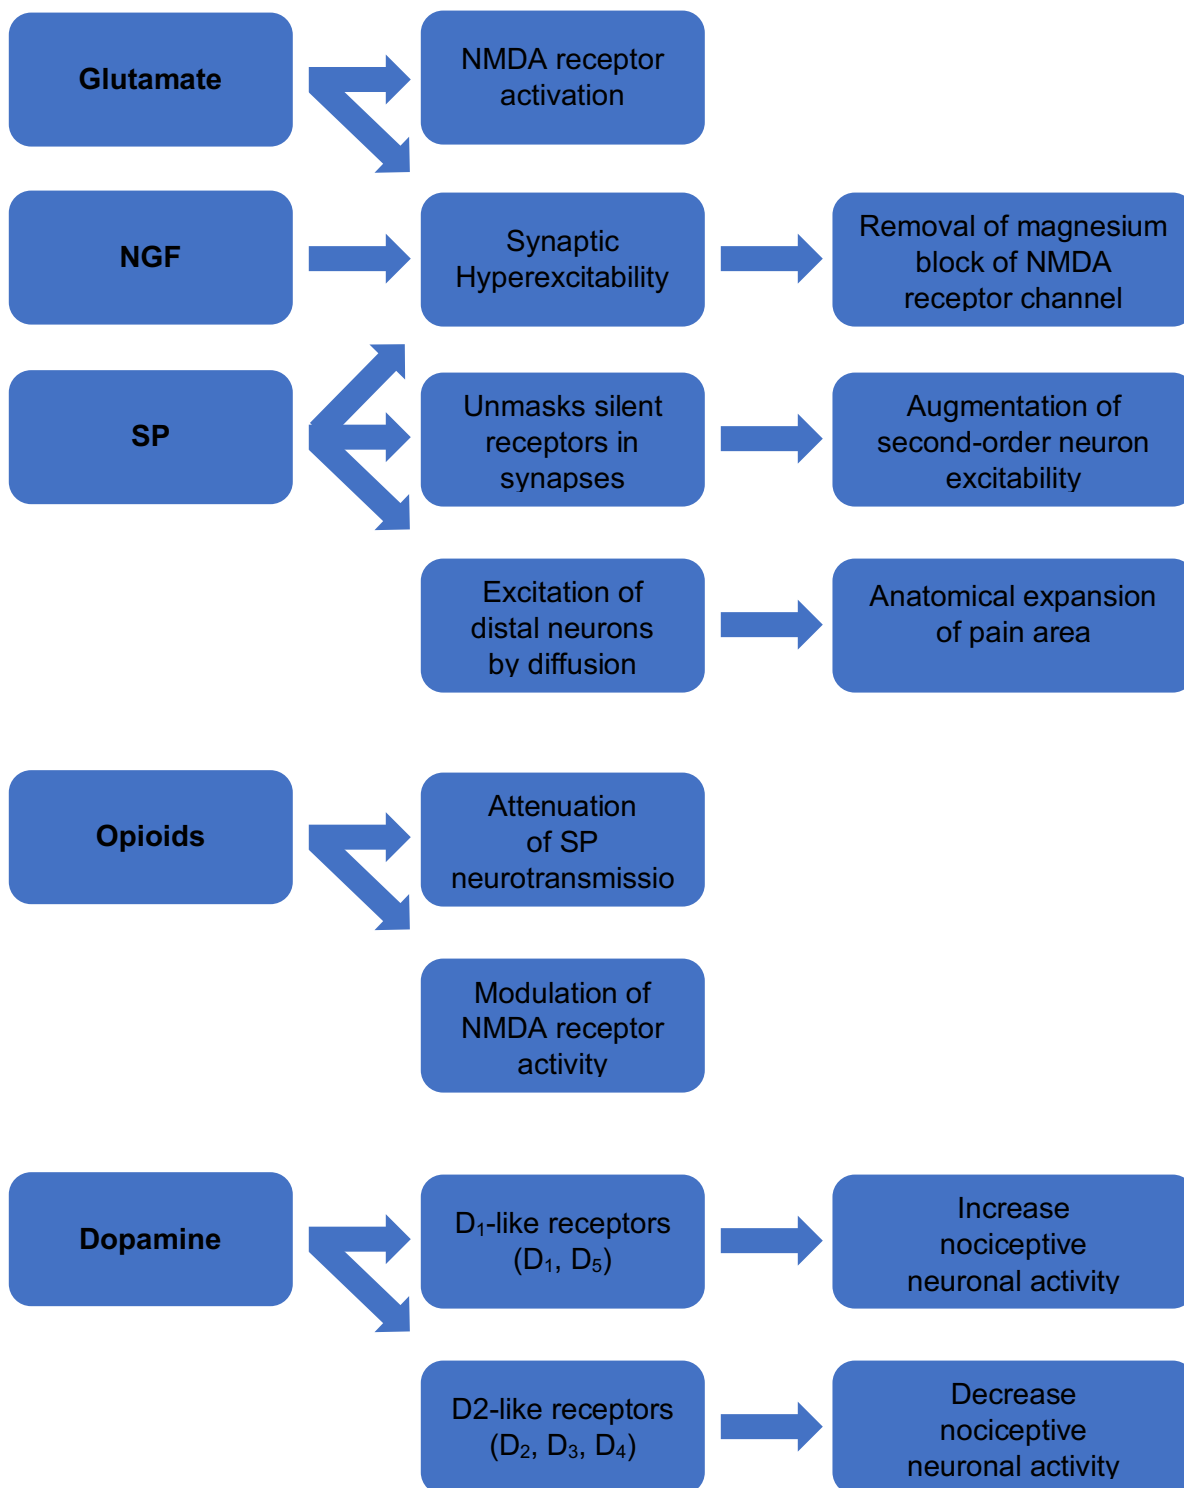 Glutamate
NMDA receptor
activation
NGF
Synaptic
Hyperexcitability
Removal of magnesium
block of NMDA
receptor channel
SP
Unmasks silent
receptors in
synapses
Augmentation of
second-order neuron
excitability
Excitation of
distal neurons
by diffusion
Anatomical expansion
of pain area
Opioids
Attenuation
of SP
neurotransmissio
Modulation of
NMDA receptor
activity
Dopamine
D₁-like receptors
(D₁, D₅)
Increase
nociceptive
neuronal activity
D2-like receptors
(D₂, D₃, D₄)
Decrease
nociceptive
neuronal activity